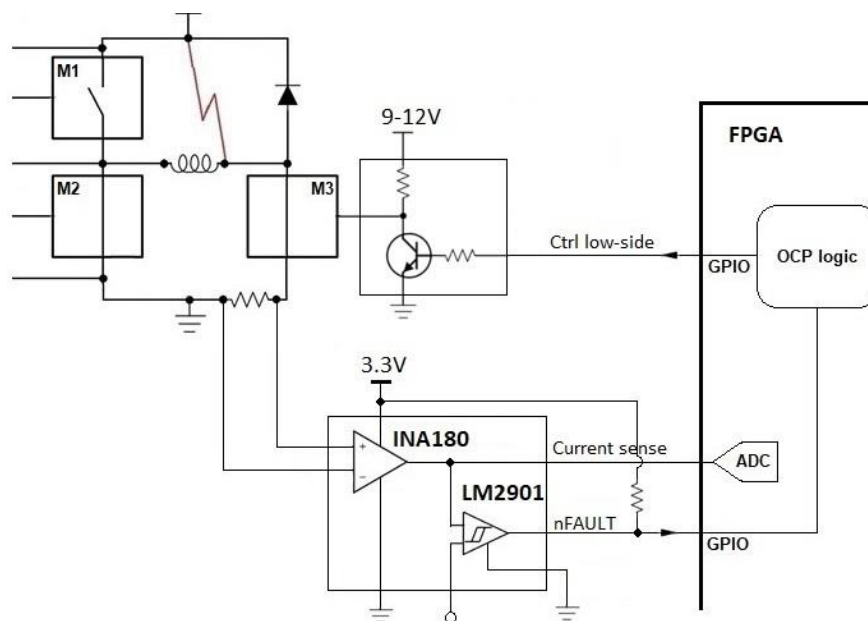 M1
9-12V
FPGA
M2
M3
Ctrl low-side
GPIO
OCP logic
3.3V
+
−
INA180
Current sense
ADC
LM2901
nFAULT
GPIO